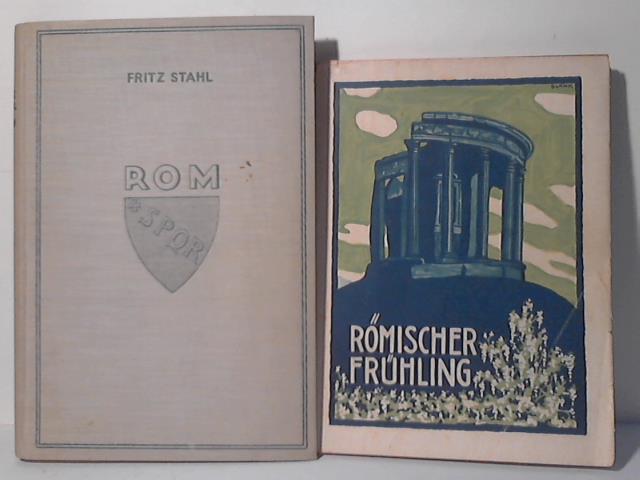 FRITZ STAHL
ROM
SPQR
RÖMISCHER
FRÜHLING